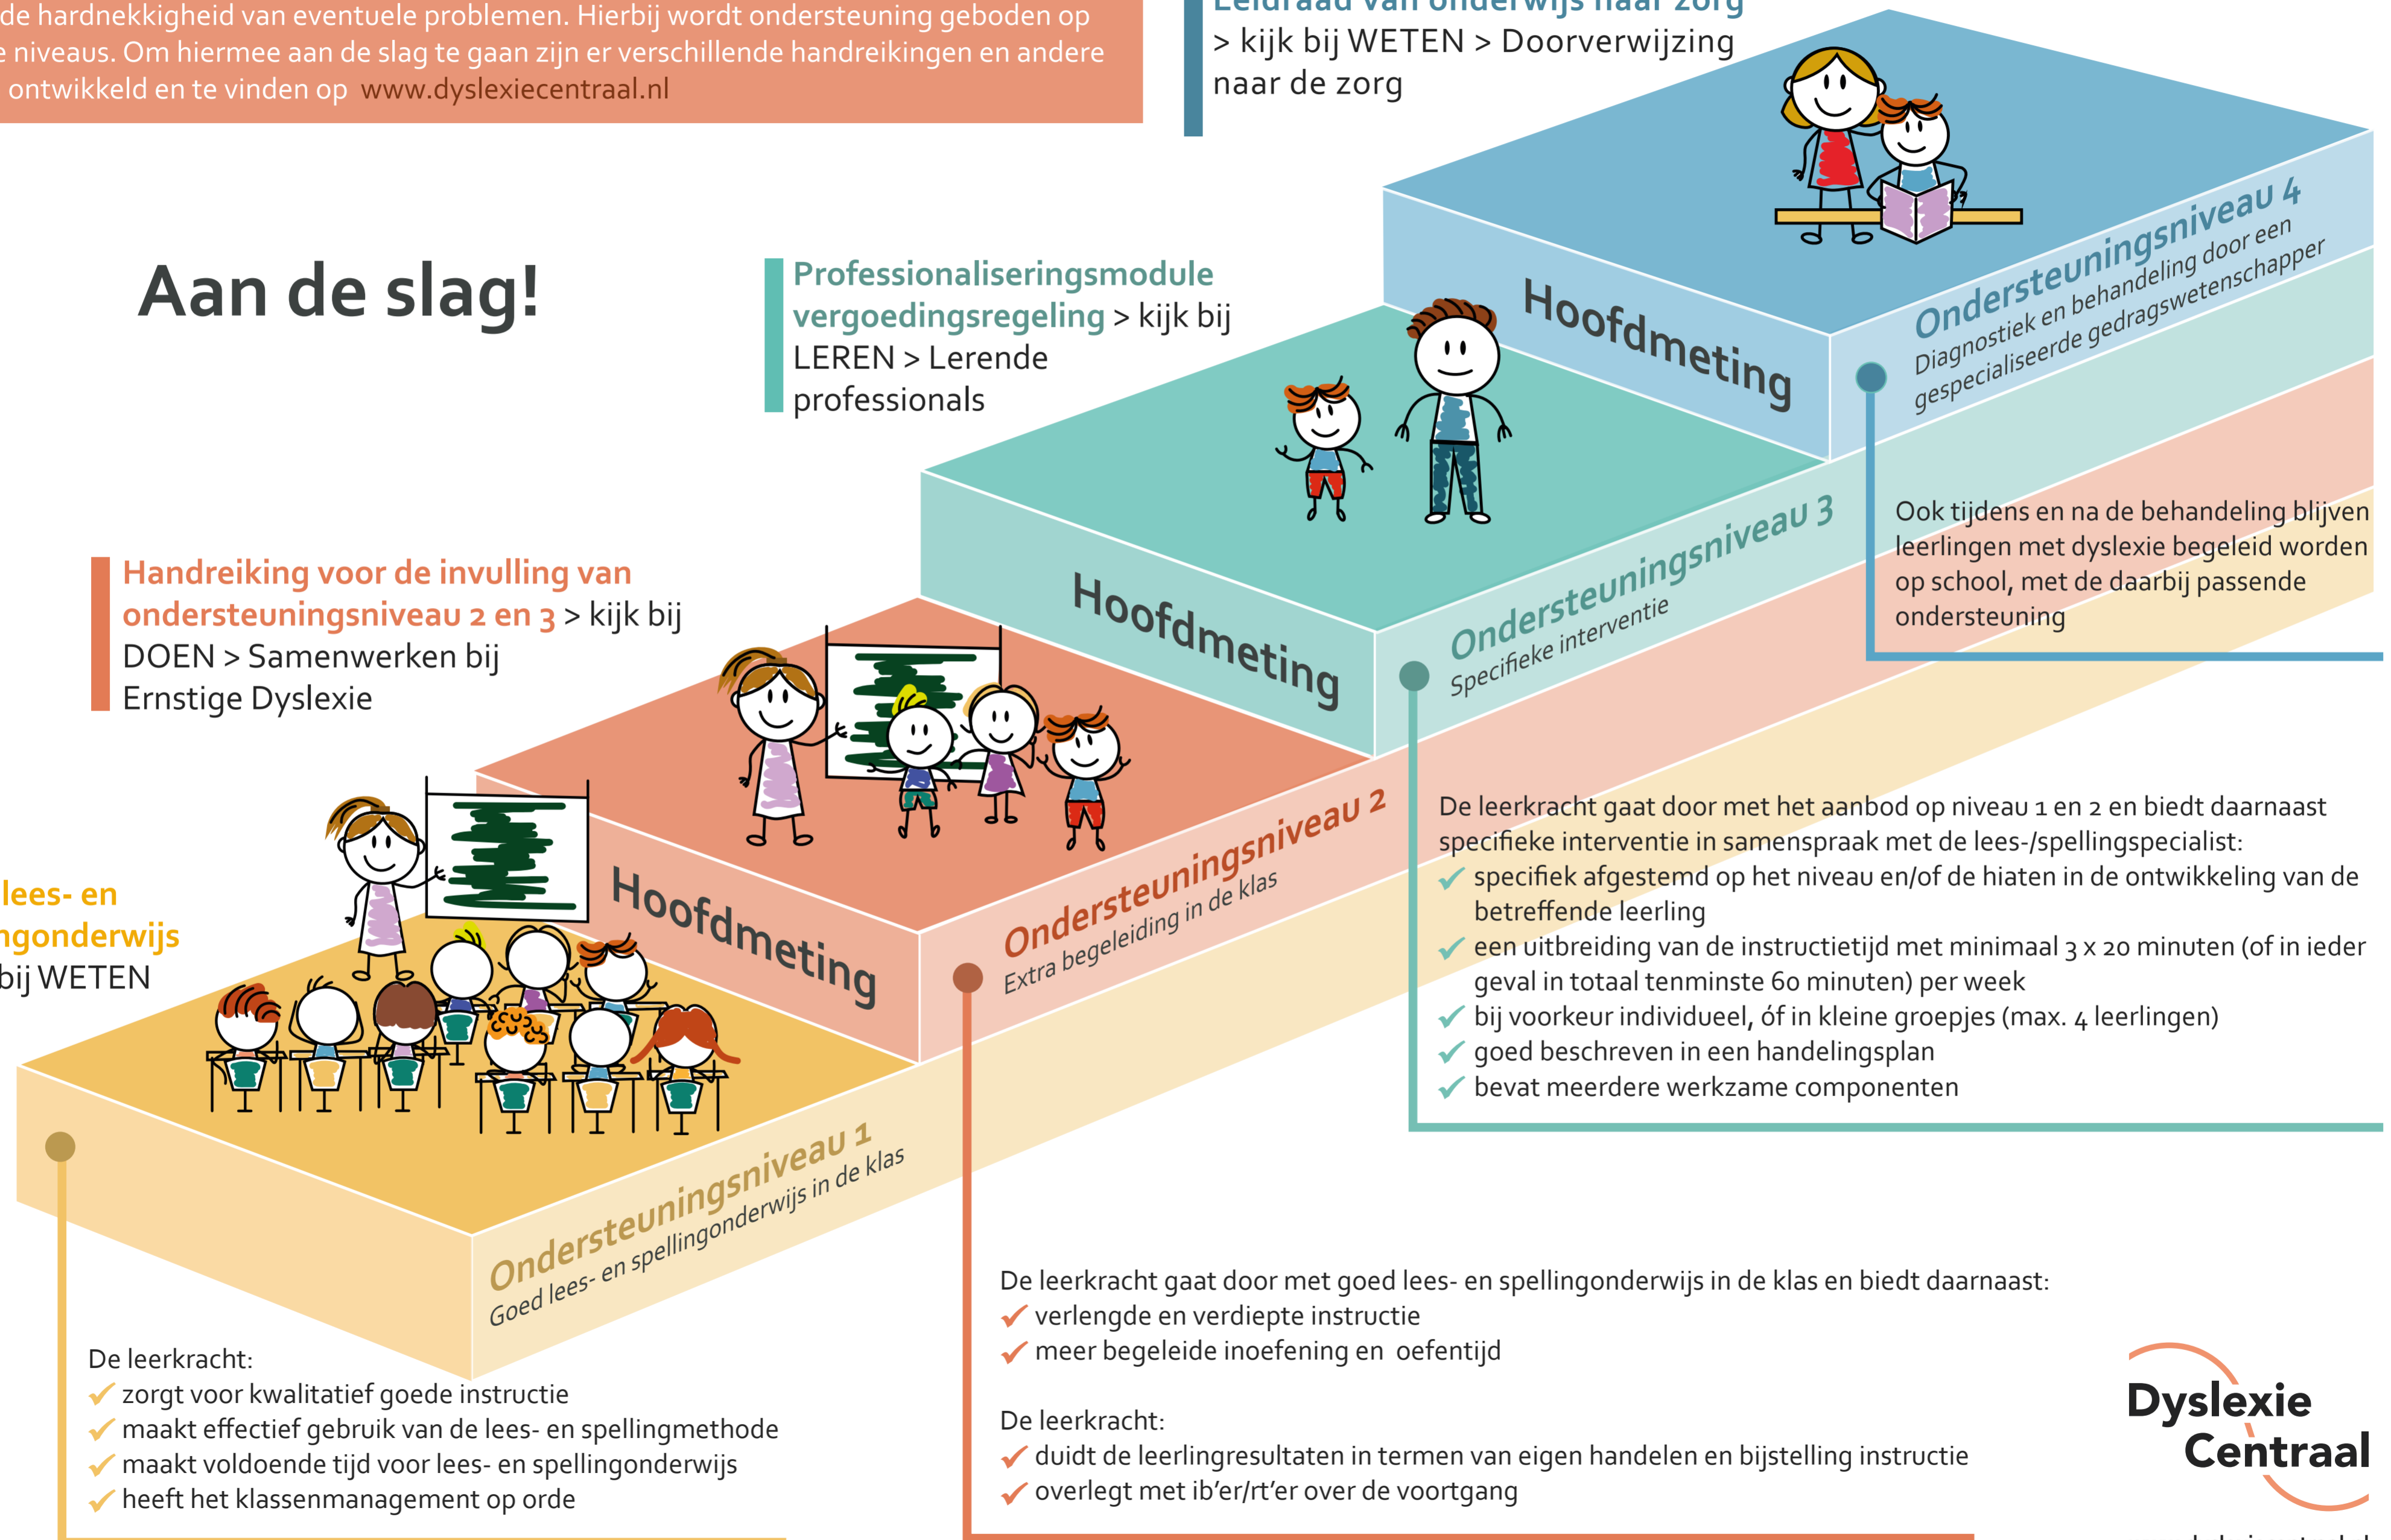 de hardnekkigheid van eventuele problemen. Hierbij wordt ondersteuning geboden op
niveaus. Om hiermee aan de slag te gaan zijn er verschillende handreikingen en andere
ontwikkeld en te vinden op www.dyslexiecentraal.nl
Leidraad van onderwijs naar zorg
> kijk bij WETEN > Doorverwijzing
naar de zorg
Aan de slag!
Professionaliseringsmodule
vergoedingsregeling > kijk bij
LEREN > Lerende
professionals
Handreiking voor de invulling van
ondersteuningsniveau 2 en 3 > kijk bij
DOEN > Samenwerken bij
Ernstige Dyslexie
lees- en
bij WETEN
Hoofdmeting
Ondersteuningsniveau 4
Diagnostiek en behandeling door een
gespecialiseerde gedragswetenschapper
Ook tijdens en na de behandeling blijven
leerlingen met dyslexie begeleid worden
op school, met de daarbij passende
ondersteuning
Hoofdmeting
Ondersteuningsniveau 3
Specifieke interventie
De leerkracht gaat door met het aanbod op niveau 1 en 2 en biedt daarnaast
specifieke interventie in samenspraak met de lees-/spellingspecialist:
✓ specifiek afgestemd op het niveau en/of de hiaten in de ontwikkeling van de
betreffende leerling
✓ een uitbreiding van de instructietijd met minimaal 3 x 20 minuten (of in ieder
geval in totaal tenminste 60 minuten) per week
✓ bij voorkeur individueel, óf in kleine groepjes (max. 4 leerlingen)
✓ goed beschreven in een handelingsplan
✓ bevat meerdere werkzame componenten
Hoofdmeting
Ondersteuningsniveau 2
Extra begeleiding in de klas
De leerkracht gaat door met goed lees- en spellingonderwijs in de klas en biedt daarnaast:
✓ verlengde en verdiepte instructie
✓ meer begeleide inoefening en oefentijd
De leerkracht:
✓ duidt de leerlingresultaten in termen van eigen handelen en bijstelling instructie
✓ overlegt met ib'er/rt'er over de voortgang
Ondersteuningsniveau 1
Goed lees- en spellingonderwijs in de klas
De leerkracht:
✓ zorgt voor kwalitatief goede instructie
✓ maakt effectief gebruik van de lees- en spellingmethode
✓ maakt voldoende tijd voor lees- en spellingonderwijs
✓ heeft het klassenmanagement op orde
Dyslexie
Centraal